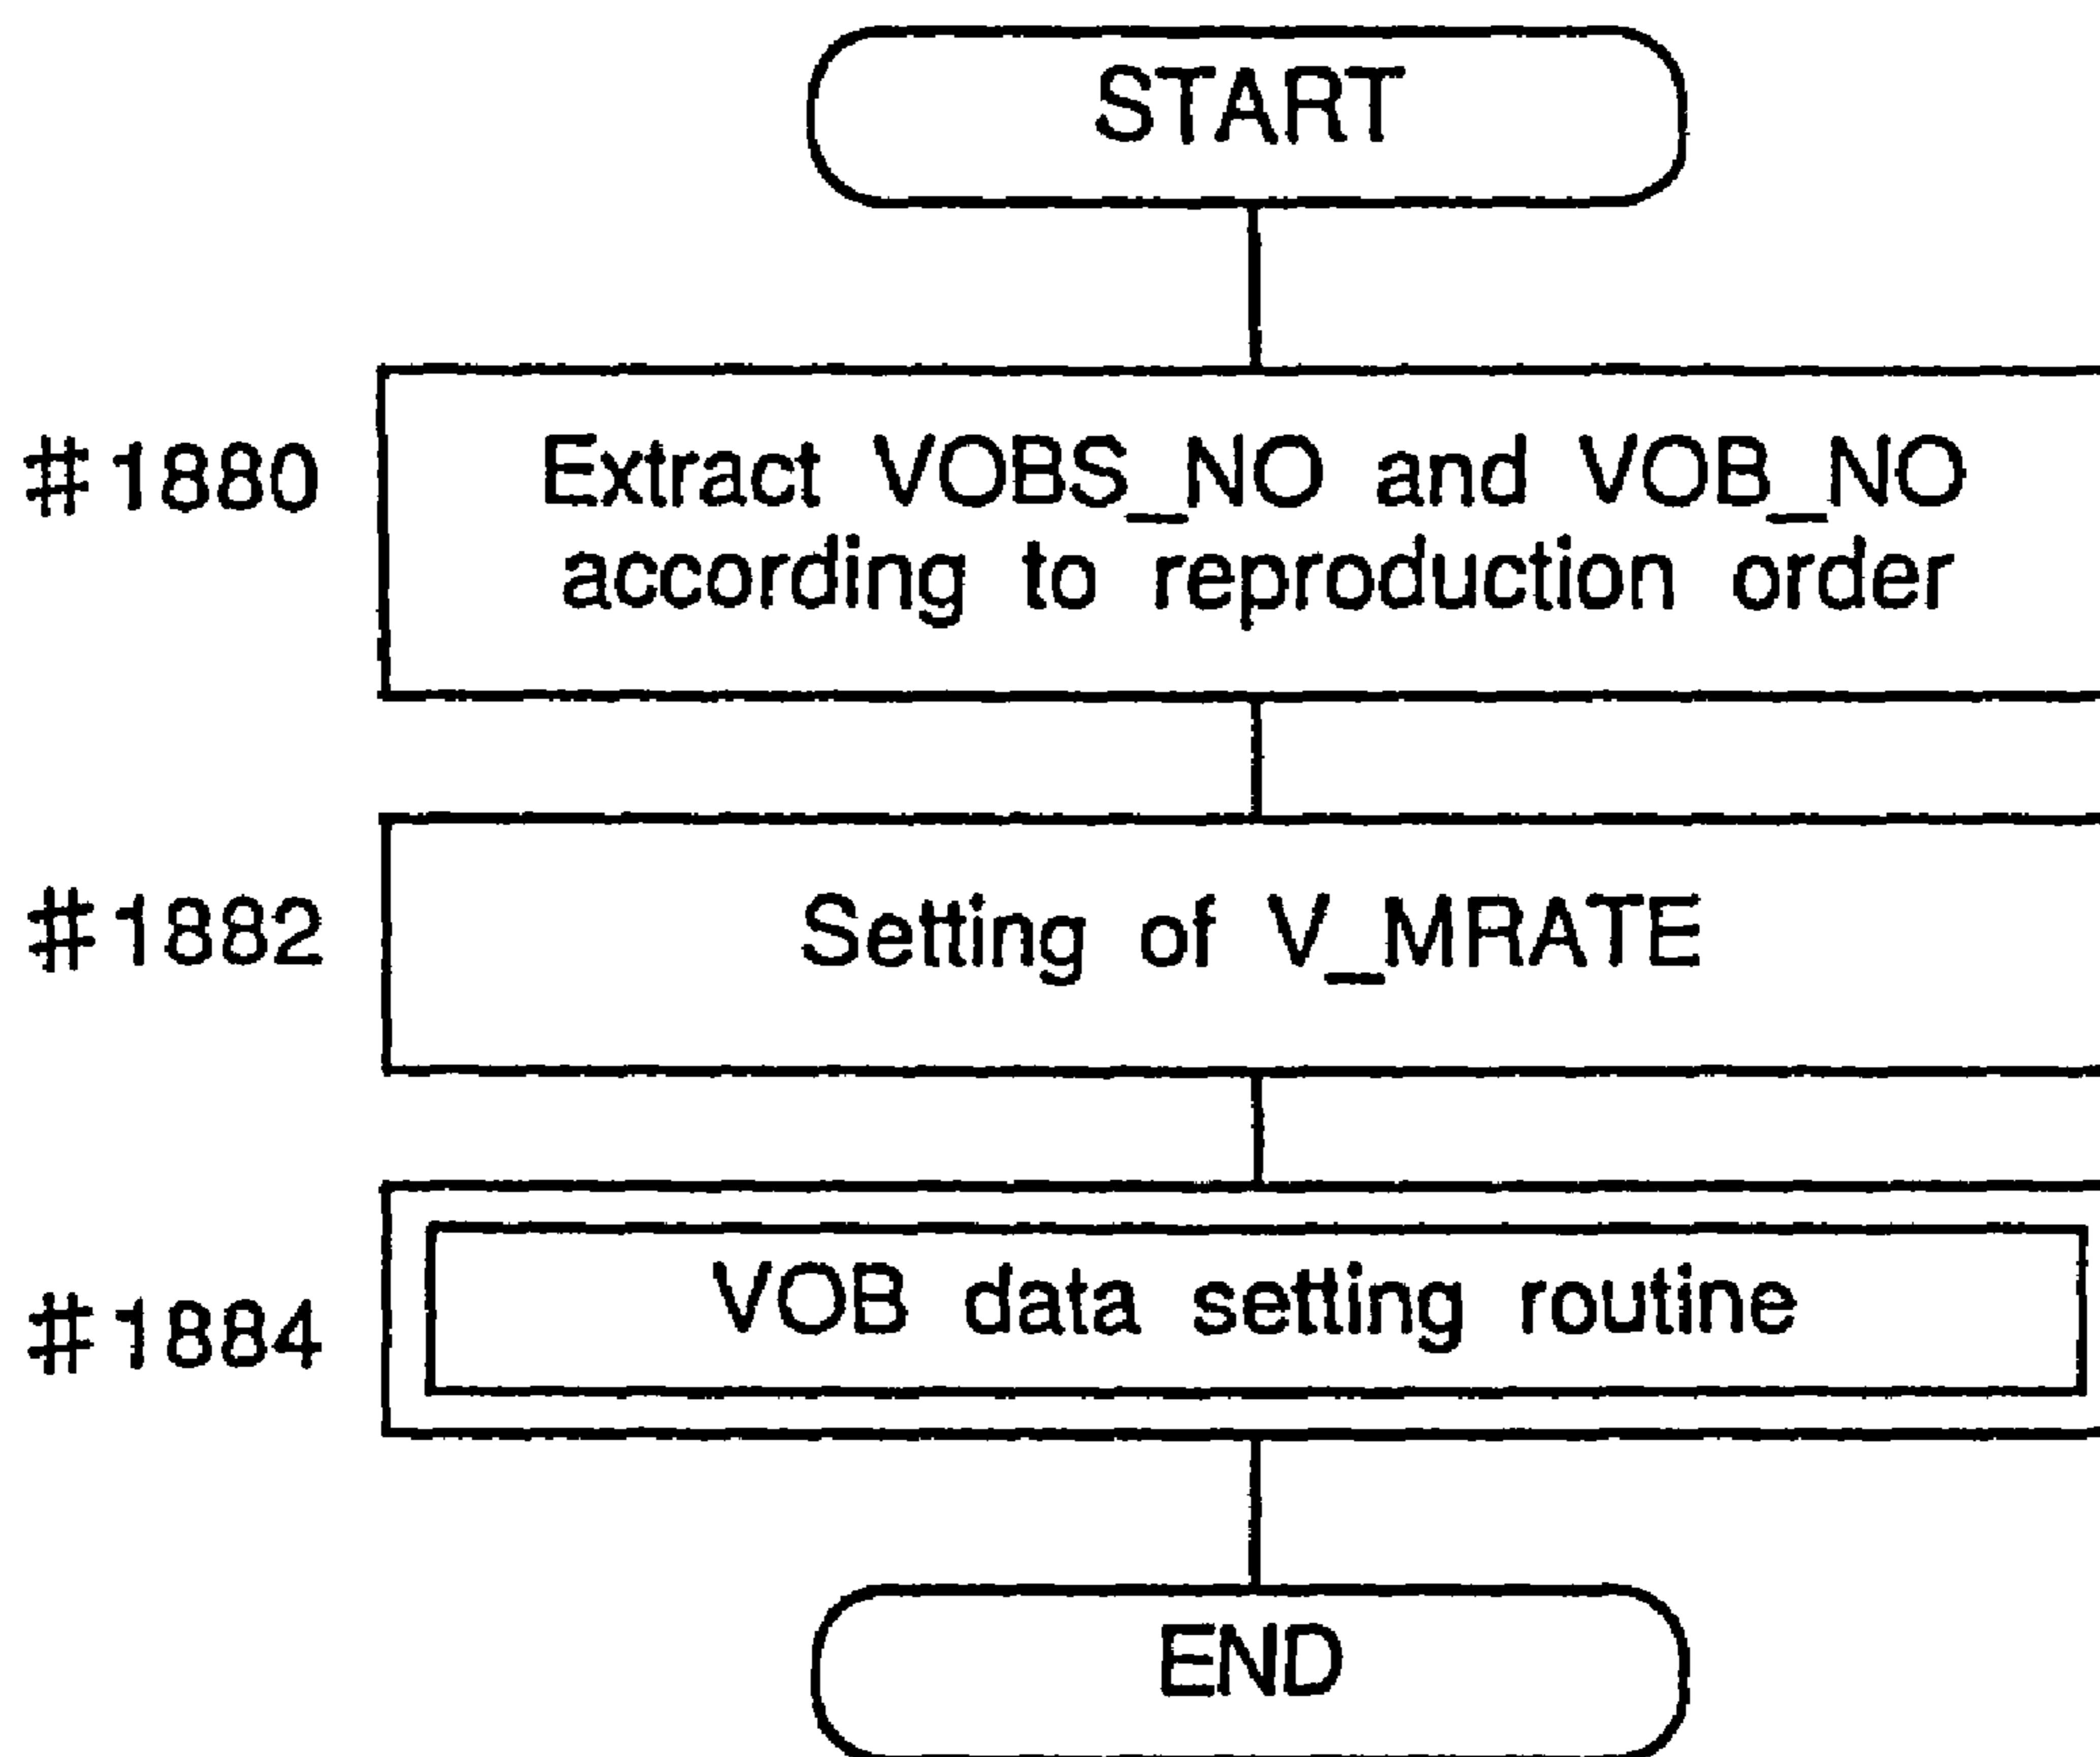 START
#1880
Extract VOBS_NO and VOB_NO
according to reproduction order
#1882
Setting of V_MRATE
#1884
VOB data setting routine
END